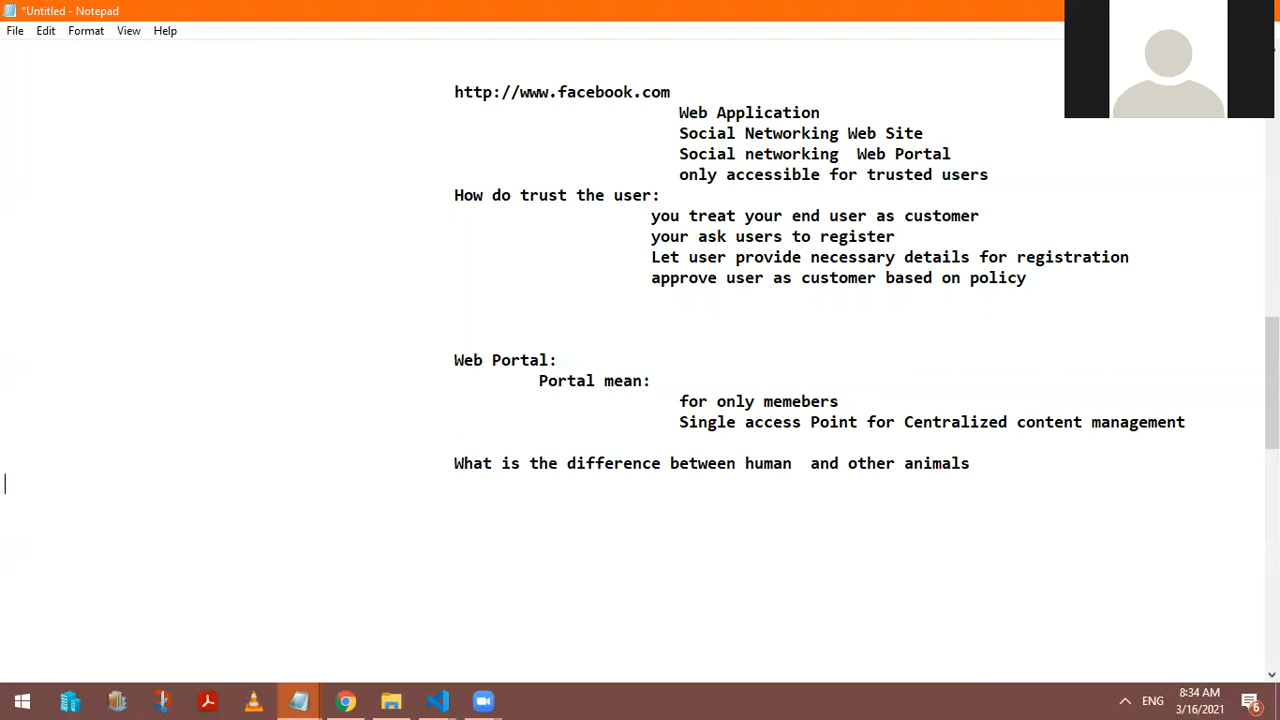 *Untitled - Notepad
File Edit Format View Help
http://www.facebook.com
Web Application
Social Networking Web Site
Social networking  Web Portal
only accessible for trusted users
How do trust the user:
you treat your end user as customer
your ask users to register
Let user provide necessary details for registration
approve user as customer based on policy
Web Portal:
Portal mean:
for only memebers
Single access Point for Centralized content management
What is the difference between human  and other animals
ENG
8:34 AM
3/16/2021
6